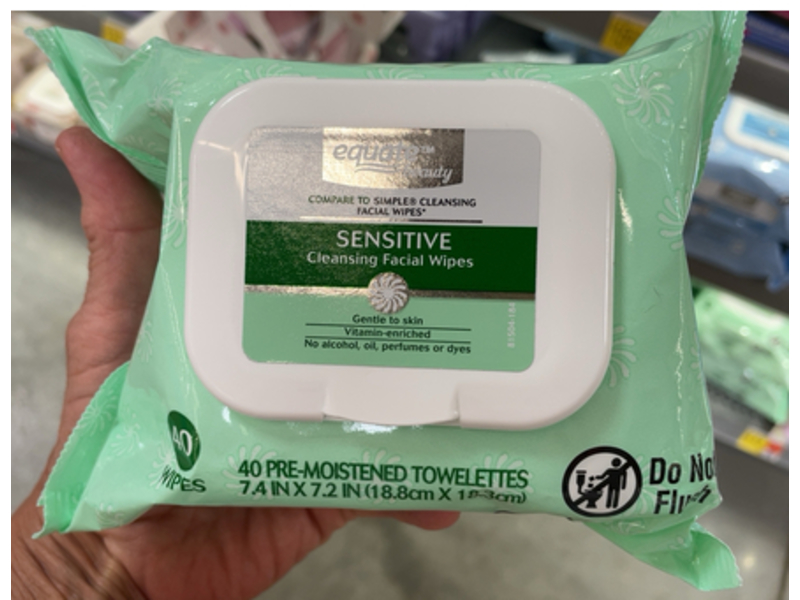 equate™
beauty
COMPARE TO SIMPLE® CLEANSING
FACIAL WIPES*
SENSITIVE
Cleansing Facial Wipes
Gentle to skin
Vitamin-enriched
No alcohol, oil, perfumes or dyes
40
WIPES
40 PRE-MOISTENED TOWELETTES
7.4 IN X 7.2 IN (18.8cm X 18.3cm)
Do No
Flush